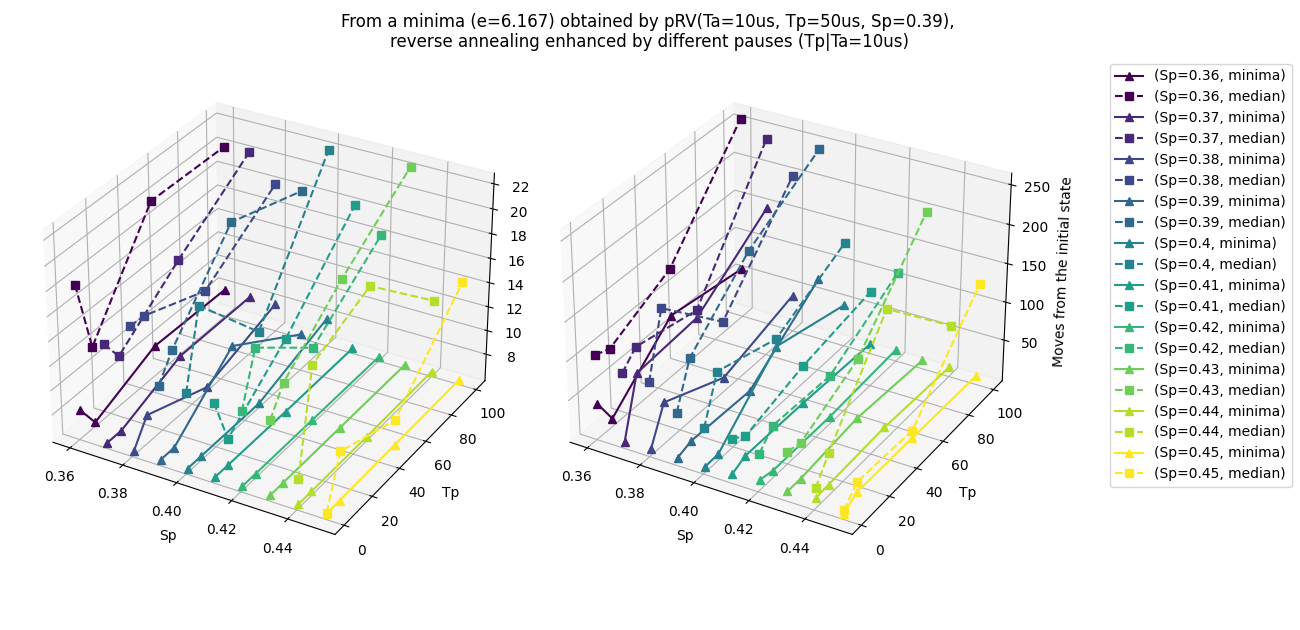 From a minima (e=6.167) obtained by pRV(Ta=10us, Tp=50us, Sp=0.39),
reverse annealing enhanced by different pauses (Tp|Ta=10us)
22
20
18
16
14
12
10
8
0.36
0.38
0.40
0.42
0.44
Sp
0
20
40
60
80
100
Tp
250
200
150
100
50
Moves from the initial state
0.36
0.38
0.40
0.42
0.44
Sp
0
20
40
60
80
100
Tp
(Sp=0.36, minima)
(Sp=0.36, median)
(Sp=0.37, minima)
(Sp=0.37, median)
(Sp=0.38, minima)
(Sp=0.38, median)
(Sp=0.39, minima)
(Sp=0.39, median)
(Sp=0.4, minima)
(Sp=0.4, median)
(Sp=0.41, minima)
(Sp=0.41, median)
(Sp=0.42, minima)
(Sp=0.42, median)
(Sp=0.43, minima)
(Sp=0.43, median)
(Sp=0.44, minima)
(Sp=0.44, median)
(Sp=0.45, minima)
(Sp=0.45, median)